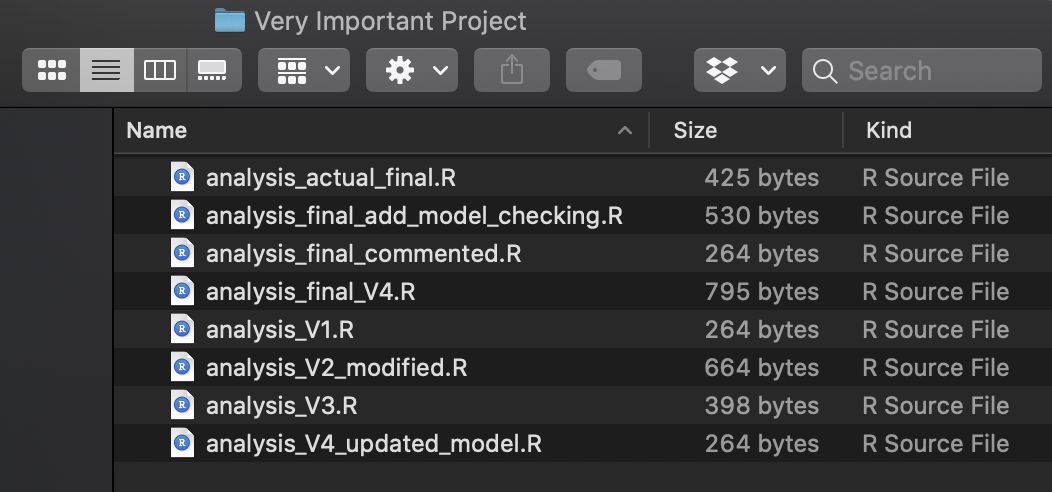 Very Important Project
Search
Name Size Kind
R analysis_actual_final.R 425 bytes R Source File
R analysis_final_add_model_checking.R 530 bytes R Source File
R analysis_final_commented.R 264 bytes R Source File
R analysis_final_V4.R 795 bytes R Source File
R analysis_V1.R 264 bytes R Source File
R analysis_V2_modified.R 664 bytes R Source File
R analysis_V3.R 398 bytes R Source File
R analysis_V4_updated_model.R 264 bytes R Source File